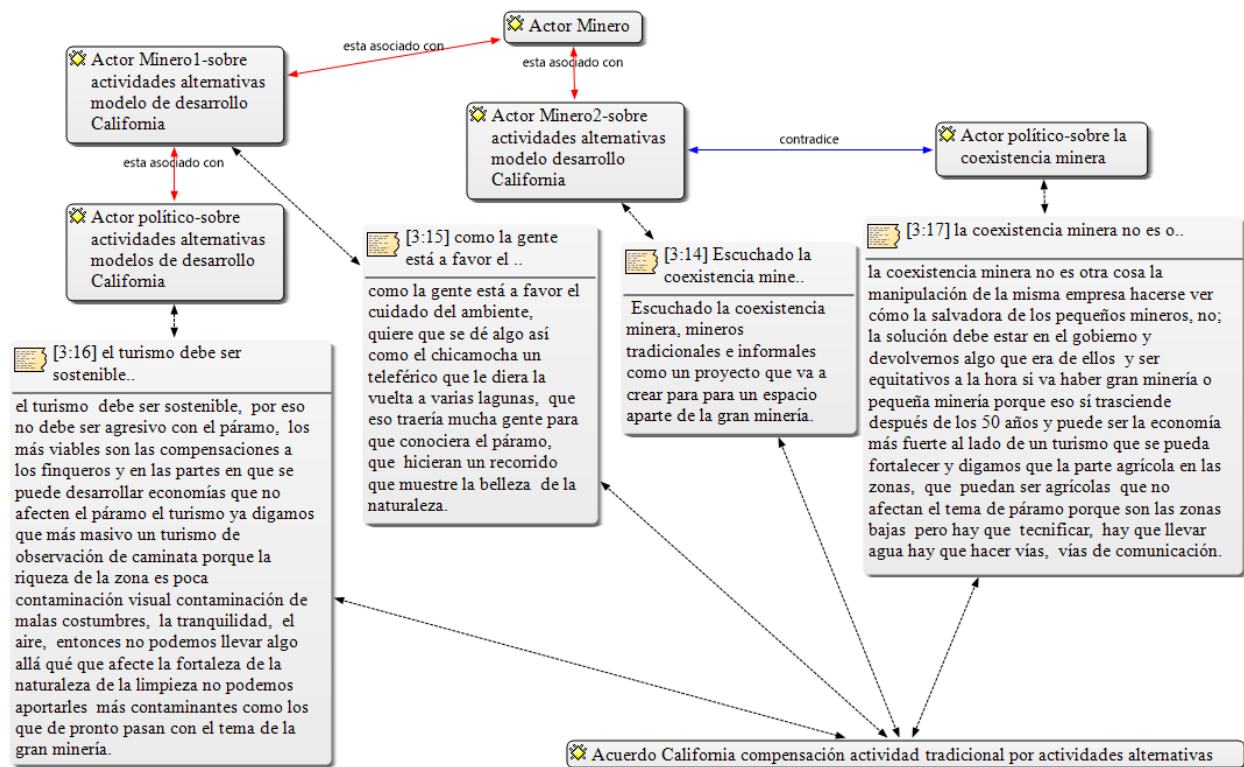 Actor Minero
esta asociado con
esta asociado con
Actor Minero1-sobre
actividades alternativas
modelo de desarrollo
California
Actor Minero2-sobre
actividades alternativas
modelo desarrollo
California
contradice
Actor político-sobre la
coexistencia minera
esta asociado con
Actor político-sobre
actividades alternativas
modelos de desarrollo
California
[3:16] el turismo debe ser
sostenible..
el turismo debe ser sostenible, por eso
no debe ser agresivo con el páramo, los
más viables son las compensaciones a
los finqueros y en las partes en que se
puede desarrollar economías que no
afecten el páramo el turismo ya digamos
que más masivo un turismo de
observación de caminata porque la
riqueza de la zona es poca
contaminación visual contaminación de
malas costumbres, la tranquilidad, el
aire, entonces no podemos llevar algo
allá qué que afecte la fortaleza de la
naturaleza de la limpieza no podemos
aportarles más contaminantes como los
que de pronto pasan con el tema de la
gran minería.
[3:15] como la gente
está a favor el ..
como la gente está a favor el
cuidado del ambiente,
quiere que se dé algo así
como el chicamocha un
teleférico que le diera la
vuelta a varias lagunas, que
eso traería mucha gente para
que conociera el páramo,
que hicieran un recorrido
que muestre la belleza de la
naturaleza.
[3:14] Escuchado la
coexistencia mine..
Escuchado la coexistencia
minera, mineros
tradicionales e informales
como un proyecto que va a
crear para para un espacio
aparte de la gran minería.
[3:17] la coexistencia minera no es o..
la coexistencia minera no es otra cosa la
manipulación de la misma empresa hacerse ver
cómo la salvadora de los pequeños mineros, no;
la solución debe estar en el gobierno y
devolvernos algo que era de ellos y ser
equitativos a la hora si va haber gran minería o
pequeña minería porque eso sí trasciende
después de los 50 años y puede ser la economía
más fuerte al lado de un turismo que se pueda
fortalecer y digamos que la parte agrícola en las
zonas, que puedan ser agrícolas que no
afectan el tema de páramo porque son las zonas
bajas pero hay que tecnificar, hay que llevar
agua hay que hacer vías, vías de comunicación.
Acuerdo California compensación actividad tradicional por actividades alternativas